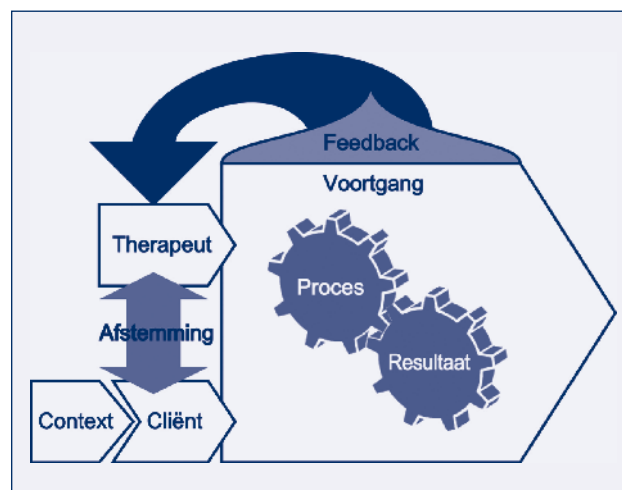 Feedback
Voortgang
Therapeut
Proces
Afstemming
Resultaat
Context
Cliënt